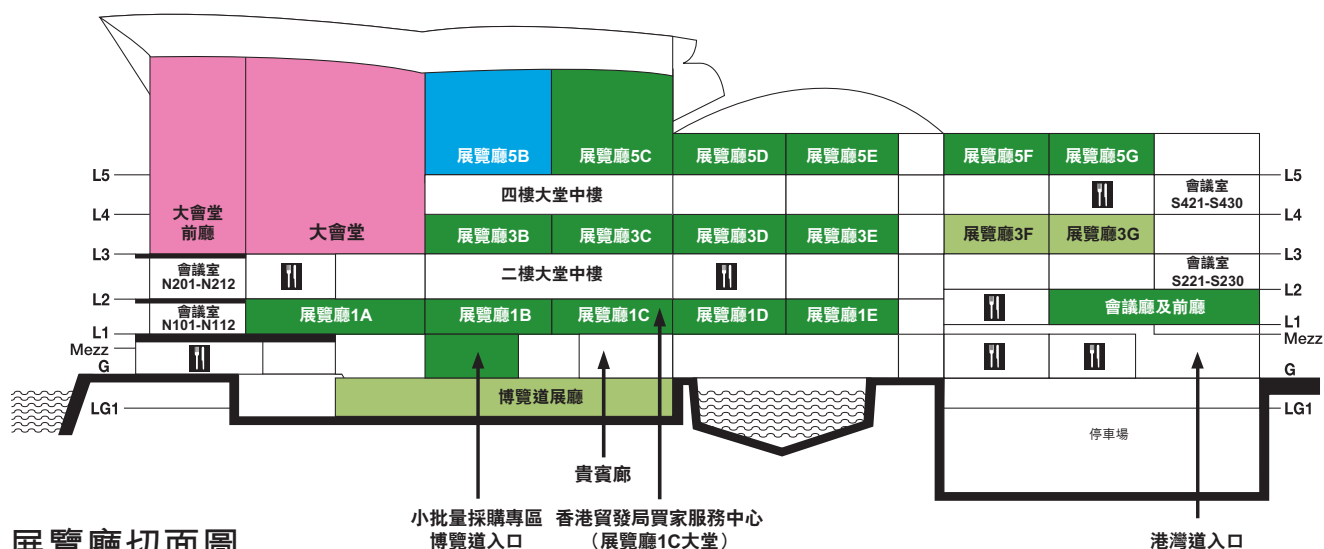 展覽廳5B
展覽廳5C
展覽廳5D
展覽廳5E
展覽廳5F
展覽廳5G
L5
L5
四樓大堂中樓
會議室
S421-S430
L4
L4
大會堂
前廳
大會堂
展覽廳3B
展覽廳3C
展覽廳3D
展覽廳3E
展覽廳3F
展覽廳3G
L3
L3
會議室
N201-N212
二樓大堂中樓
會議室
S221-S230
L2
L2
會議室
N101-N112
展覽廳1A
展覽廳1B
展覽廳1C
展覽廳1D
展覽廳1E
會議廳及前廳
L1
L1
Mezz
Mezz
G
G
博覽道展廳
LG1
LG1
停車場
貴賓廊
小批量採購專區
博覽道入口
香港貿發局買家服務中心
（展覽廳1C大堂）
港灣道入口
展覽廳切面圖